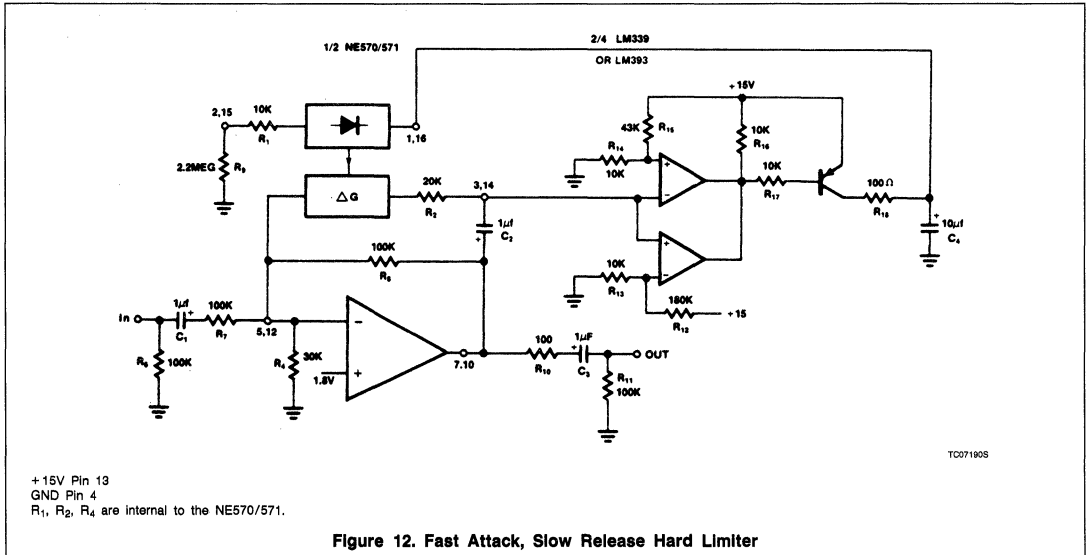 1/2 NE570/571
2/4 LM339
OR LM393
+15V
2,15
10K
R1
1,16
2.2MEG
R9
43K
R15
10K
R16
R14
10K
+
−
10K
R17
100Ω
R18
+
10µf
C4
△G
20K
R2
3,14
1µf
+
C2
100K
R5
+
−
10K
R13
180K
R12
+15
In
1µf
+
C1
100K
R7
5,12
R6
100K
R4
30K
−
+
1.8V
7.10
100
R10
1µF
+
C3
OUT
R11
100K
TC07190S
+15V Pin 13
GND Pin 4
R1, R2, R4 are internal to the NE570/571.
Figure 12. Fast Attack, Slow Release Hard Limiter